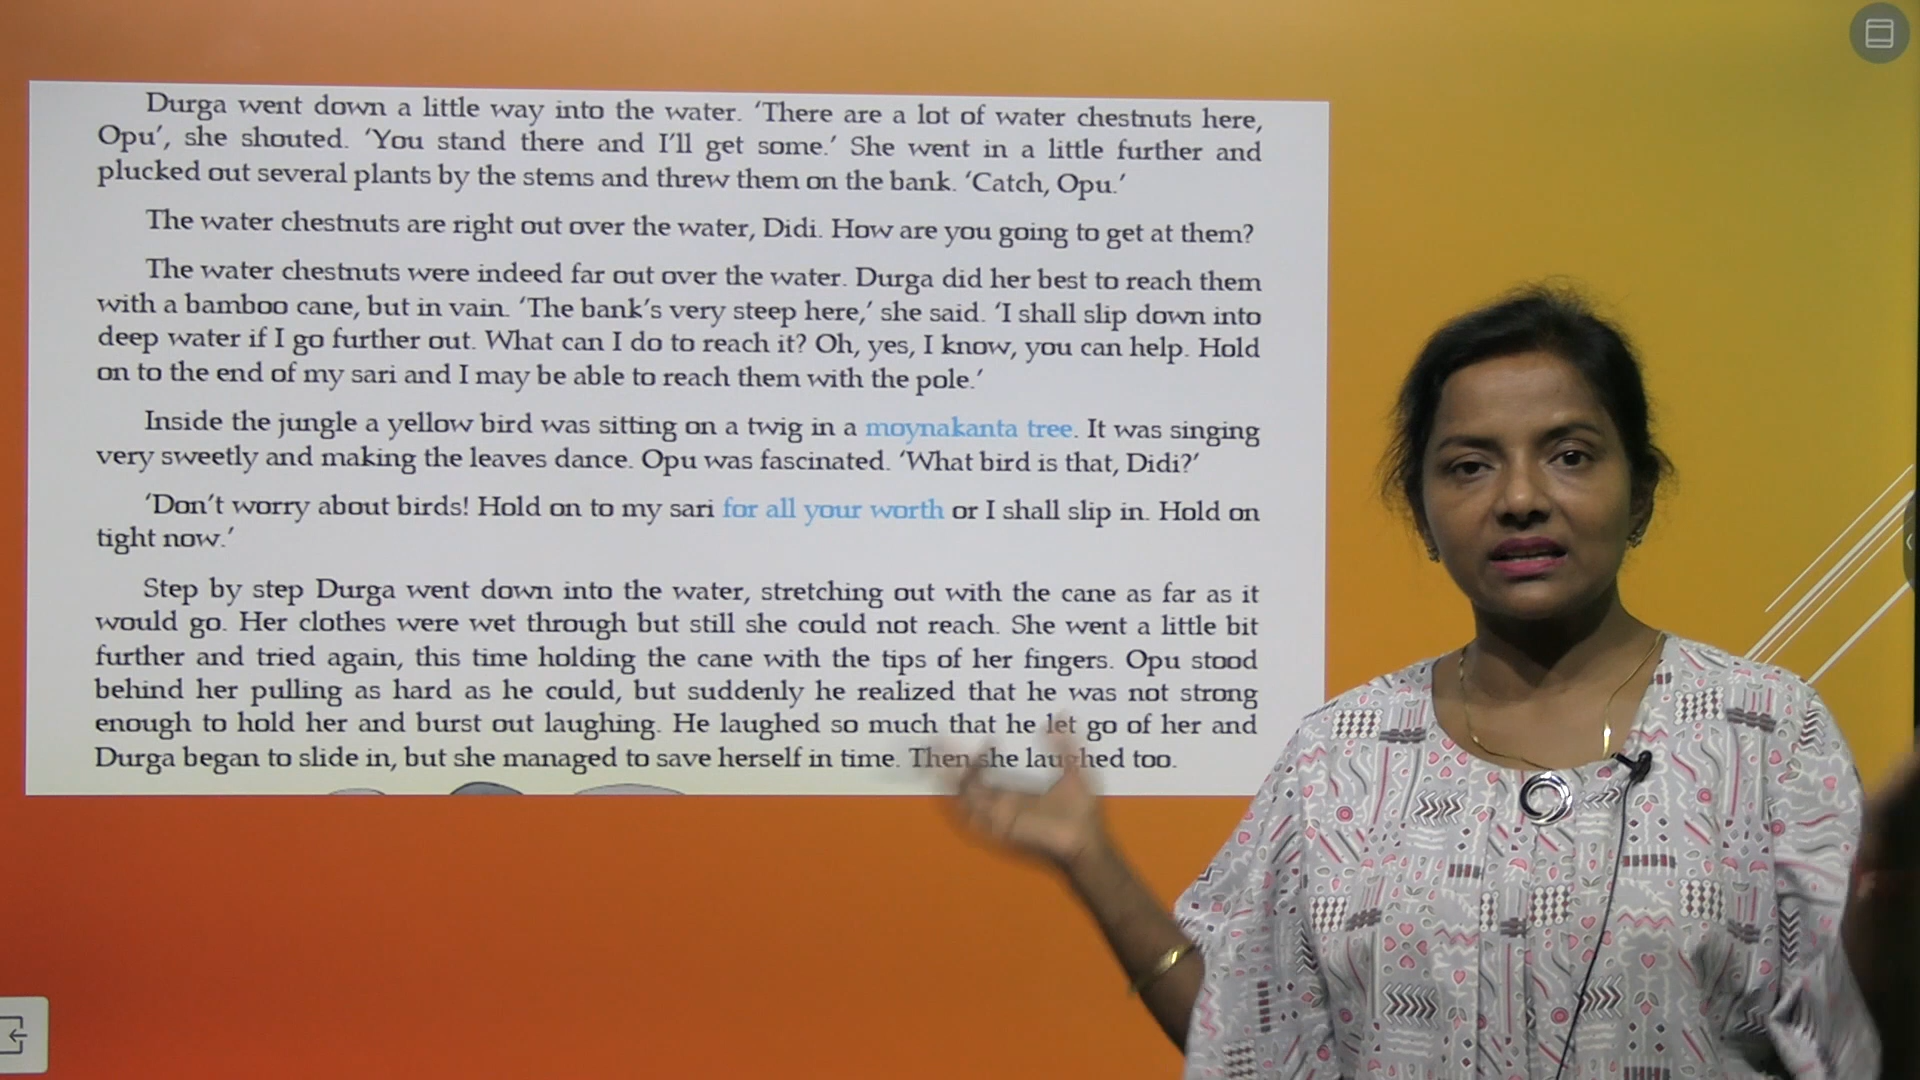 Durga went down a little way into the water. ‘There are a lot of water chestnuts here,
Opu’, she shouted. ‘You stand there and I’ll get some.’ She went in a little further and
plucked out several plants by the stems and threw them on the bank. ‘Catch, Opu.’
The water chestnuts are right out over the water, Didi. How are you going to get at them?
The water chestnuts were indeed far out over the water. Durga did her best to reach them
with a bamboo cane, but in vain. ‘The bank’s very steep here,’ she said. ‘I shall slip down into
deep water if I go further out. What can I do to reach it? Oh, yes, I know, you can help. Hold
on to the end of my sari and I may be able to reach them with the pole.’
Inside the jungle a yellow bird was sitting on a twig in a moynakanta tree. It was singing
very sweetly and making the leaves dance. Opu was fascinated. ‘What bird is that, Didi?’
‘Don’t worry about birds! Hold on to my sari for all your worth or I shall slip in. Hold on
tight now.’
Step by step Durga went down into the water, stretching out with the cane as far as it
would go. Her clothes were wet through but still she could not reach. She went a little bit
further and tried again, this time holding the cane with the tips of her fingers. Opu stood
behind her pulling as hard as he could, but suddenly he realized that he was not strong
enough to hold her and burst out laughing. He laughed so much that he let go of her and
Durga began to slide in, but she managed to save herself in time. Then she laughed too.